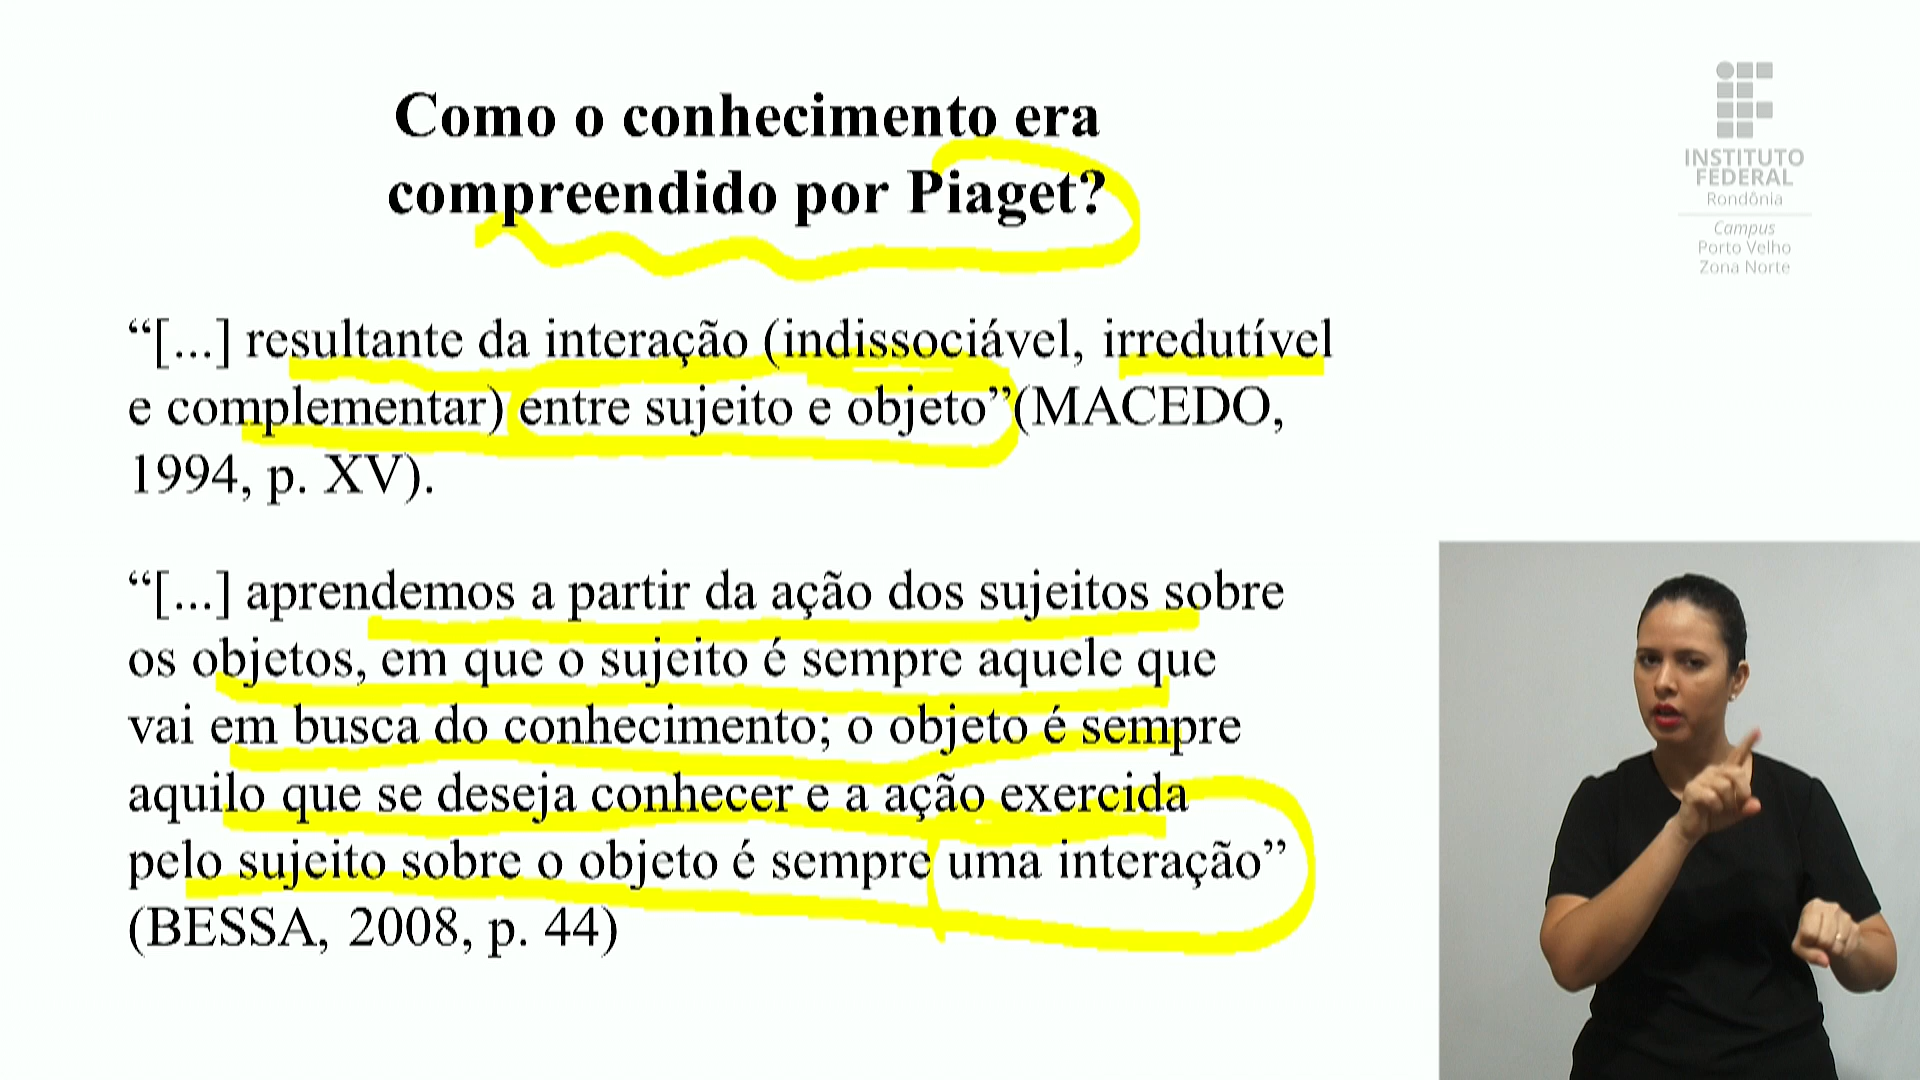 Como o conhecimento era
compreendido por Piaget?
“[...] resultante da interação (indissociável, irredutível
e complementar) entre sujeito e objeto”(MACEDO,
1994, p. XV).
“[...] aprendemos a partir da ação dos sujeitos sobre
os objetos, em que o sujeito é sempre aquele que
vai em busca do conhecimento; o objeto é sempre
aquilo que se deseja conhecer e a ação exercida
pelo sujeito sobre o objeto é sempre uma interação”
(BESSA, 2008, p. 44)
INSTITUTO
FEDERAL
Rondônia
Campus
Porto Velho
Zona Norte